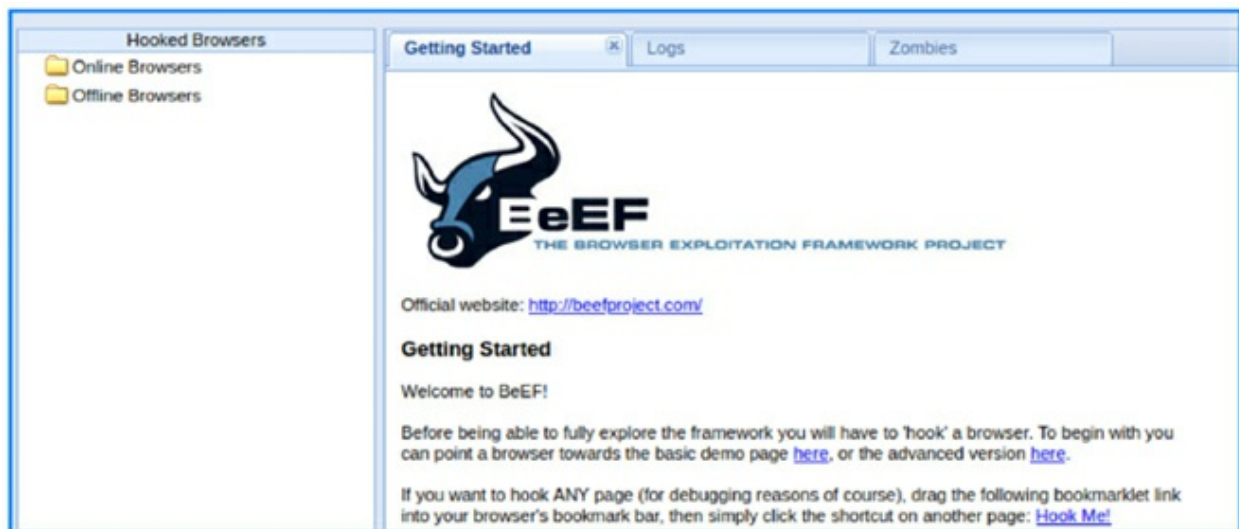 Hooked Browsers
Online Browsers
Offline Browsers
Getting Started
Logs
Zombies
BeEF
THE BROWSER EXPLOITATION FRAMEWORK PROJECT
Official website: http://beefproject.com/
Getting Started
Welcome to BeEF!
Before being able to fully explore the framework you will have to 'hook' a browser. To begin with you
can point a browser towards the basic demo page here, or the advanced version here.
If you want to hook ANY page (for debugging reasons of course), drag the following bookmarklet link
into your browser's bookmark bar, then simply click the shortcut on another page: Hook Me!